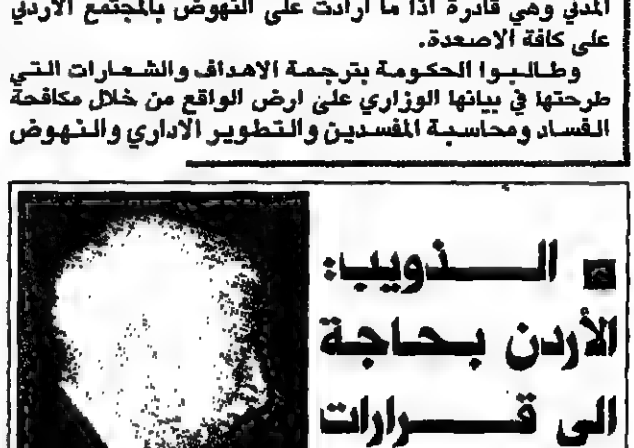 المدني وهي قادرة اذا ما ارادت على النهوض بالمجتمع الاردني
على كافة الاصعدة.
وطالبوا الحكومة بترجمة الاهداف والشعارات التي
طرحتها في بيانها الوزاري على ارض الواقع من خلال مكافحة
الفساد ومحاسبة المفسدين والتطوير الاداري والنهوض
الذويب:
الأردن بحاجة
الى قرارات